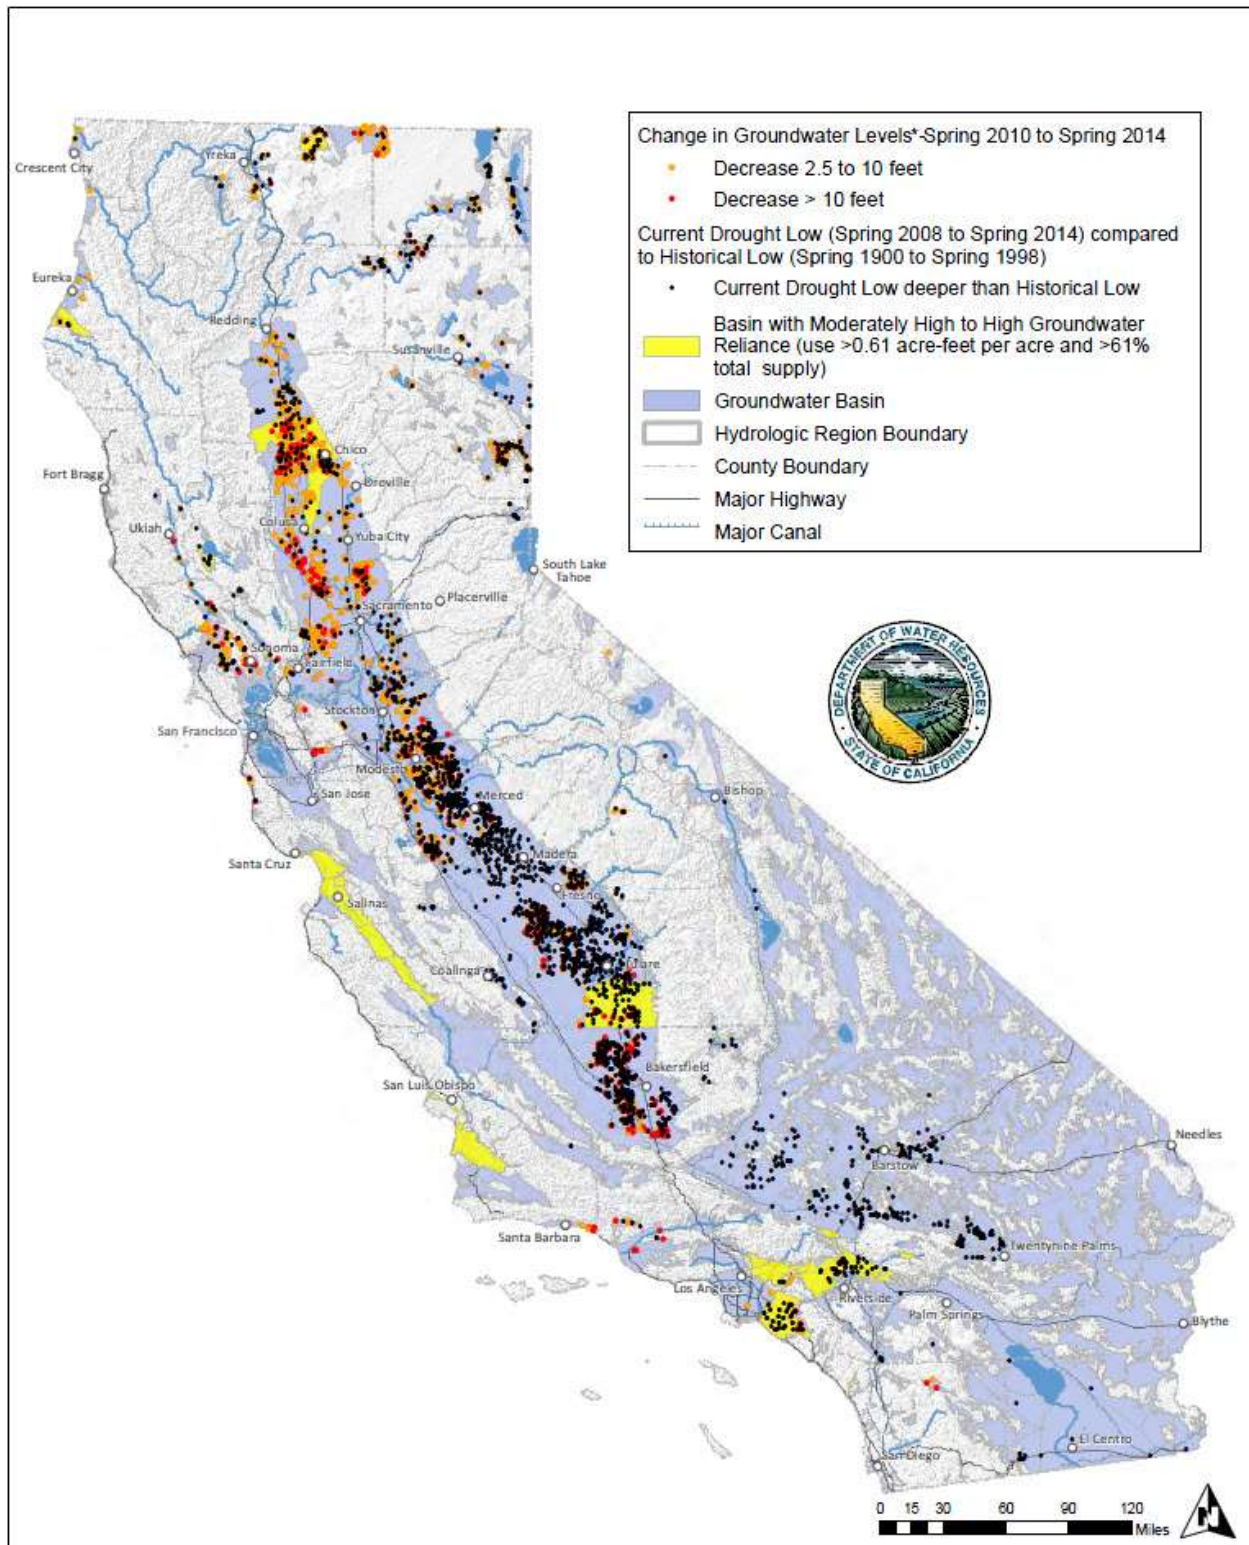 Change in Groundwater Levels*-Spring 2010 to Spring 2014
Decrease 2.5 to 10 feet
Decrease > 10 feet
Current Drought Low (Spring 2008 to Spring 2014) compared
to Historical Low (Spring 1900 to Spring 1998)
Current Drought Low deeper than Historical Low
Basin with Moderately High to High Groundwater
Reliance (use >0.61 acre-feet per acre and >61%
total supply)
Groundwater Basin
Hydrologic Region Boundary
County Boundary
Major Highway
Major Canal
Yreka
Crescent City
Eureka
Redding
Susanville
Chico
Fort Bragg
Oroville
Colusa
Ukiah
Yuba City
South Lake
Tahoe
Placerville
Sacramento
Sonoma
Fairfield
DEPARTMENT OF WATER RESOURCES
STATE OF CALIFORNIA
Stockton
San Francisco
Modesto
Bishop
San Jose
Merced
Santa Cruz
Madera
Fresno
Salinas
Tulare
Coalinga
Bakersfield
San Luis Obispo
Needles
Barstow
Santa Barbara
Twentynine Palms
Los Angeles
Riverside
Palm Springs
Blythe
El Centro
San Diego
0 15 30 60 90 120
Miles
N